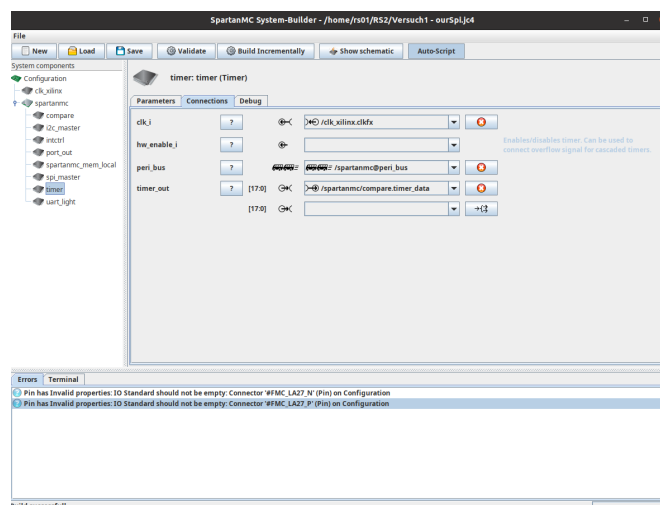 SpartanMC System-Builder - /home/rs01/RS2/Versuch1 - ourSpi.jc4
File
New Load Save Validate Build Incrementally Show schematic Auto-Script
System components
Configuration
clk_xilinx
spartanmc
compare
i2c_master
intctrl
port_out
spartanmc_mem_local
spi_master
timer
uart_light
timer: timer (Timer)
Parameters Connections Debug
clk_i ? /clk_xilinx.clkfx
hw_enable_i ? Enables/disables timer. Can be used to
connect overflow signal for cascaded timers.
peri_bus ? /spartanmc@peri_bus
timer_out ? [17:0] /spartanmc/compare.timer_data
[17:0]
Errors Terminal
Pin has Invalid properties: IO Standard should not be empty: Connector '#FMC_LA27_N' (Pin) on Configuration
Pin has Invalid properties: IO Standard should not be empty: Connector '#FMC_LA27_P' (Pin) on Configuration